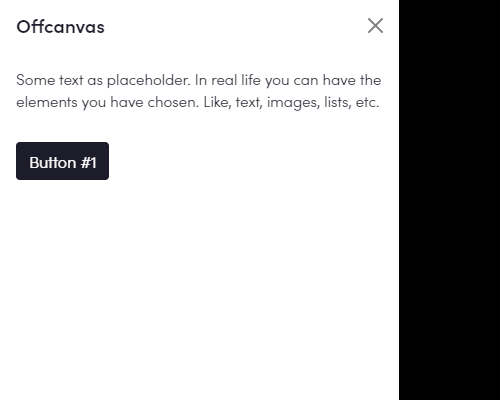 Offcanvas
Some text as placeholder. In real life you can have the
elements you have chosen. Like, text, images, lists, etc.
Button #1